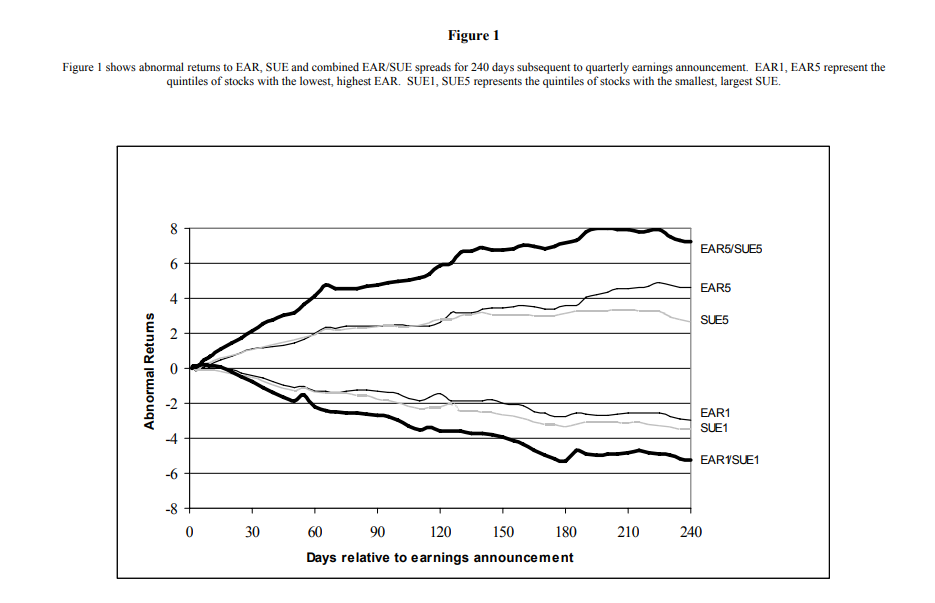 Figure 1
Figure 1 shows abnormal returns to EAR, SUE and combined EAR/SUE spreads for 240 days subsequent to quarterly earnings announcement.  EAR1, EAR5 represent the
quintiles of stocks with the lowest, highest EAR.  SUE1, SUE5 represents the quintiles of stocks with the smallest, largest SUE.
8
EAR5/SUE5
6
EAR5
4
SUE5
2
0
-2
EAR1
SUE1
-4
EAR1/SUE1
-6
-8
Abnormal Returns
0 30 60 90 120 150 180 210 240
Days relative to earnings announcement